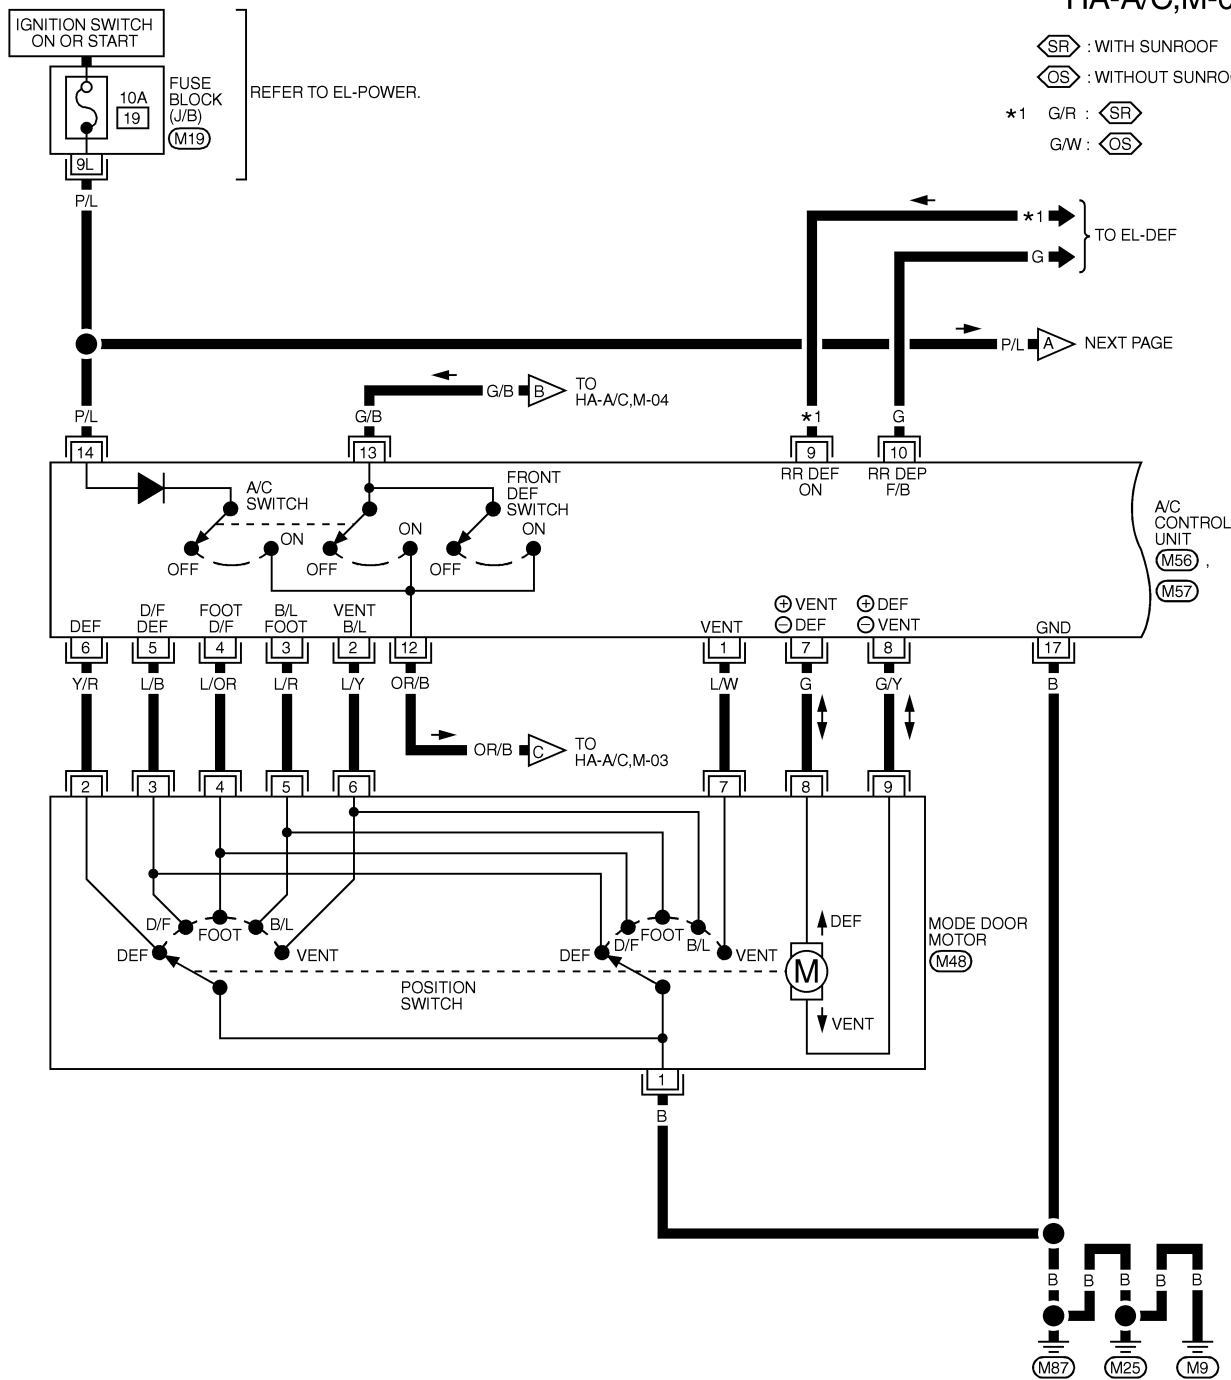 HA-A/C,M-0
IGNITION SWITCH
ON OR START
10A
19
FUSE
BLOCK
(J/B)
M19
REFER TO EL-POWER.
9L
P/L
SR : WITH SUNROOF
OS : WITHOUT SUNRO
*1 G/R : SR
G/W : OS
*1
G
TO EL-DEF
P/L A NEXT PAGE
G/B B TO
HA-A/C,M-04
P/L
G/B
*1
G
14
13
9
10
RR DEF
ON
RR DEP
F/B
A/C
SWITCH
FRONT
DEF
SWITCH
OFF
ON
OFF
ON
OFF
ON
A/C
CONTROL
UNIT
M56 ,
M57
DEF
D/F
DEF
FOOT
D/F
B/L
FOOT
VENT
B/L
VENT
+ VENT
- DEF
+ DEF
- VENT
GND
6
5
4
3
2
12
1
7
8
17
Y/R
L/B
L/OR
L/R
L/Y
OR/B
L/W
G
G/Y
B
OR/B C TO
HA-A/C,M-03
2
3
4
5
6
7
8
9
D/F
FOOT
B/L
DEF
VENT
D/F
FOOT
B/L
DEF
VENT
POSITION
SWITCH
DEF
M
VENT
MODE DOOR
MOTOR
M48
1
B
B
B
B
B
B
M87
M25
M9